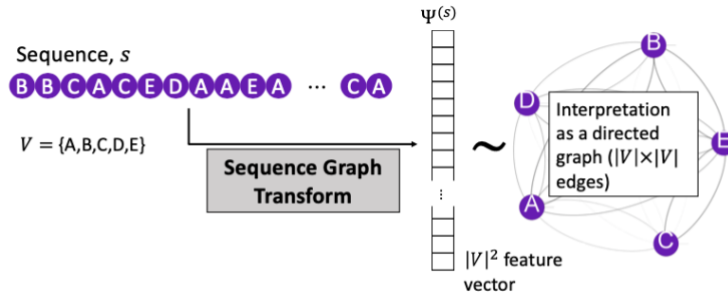 Sequence, s
B B C A C E D A A E A ... C A
V = {A,B,C,D,E}
Sequence Graph
Transform
Ψ(s)
⋮
|V|² feature
vector
~
B
D
E
A
C
Interpretation
as a directed
graph (|V|×|V|
edges)